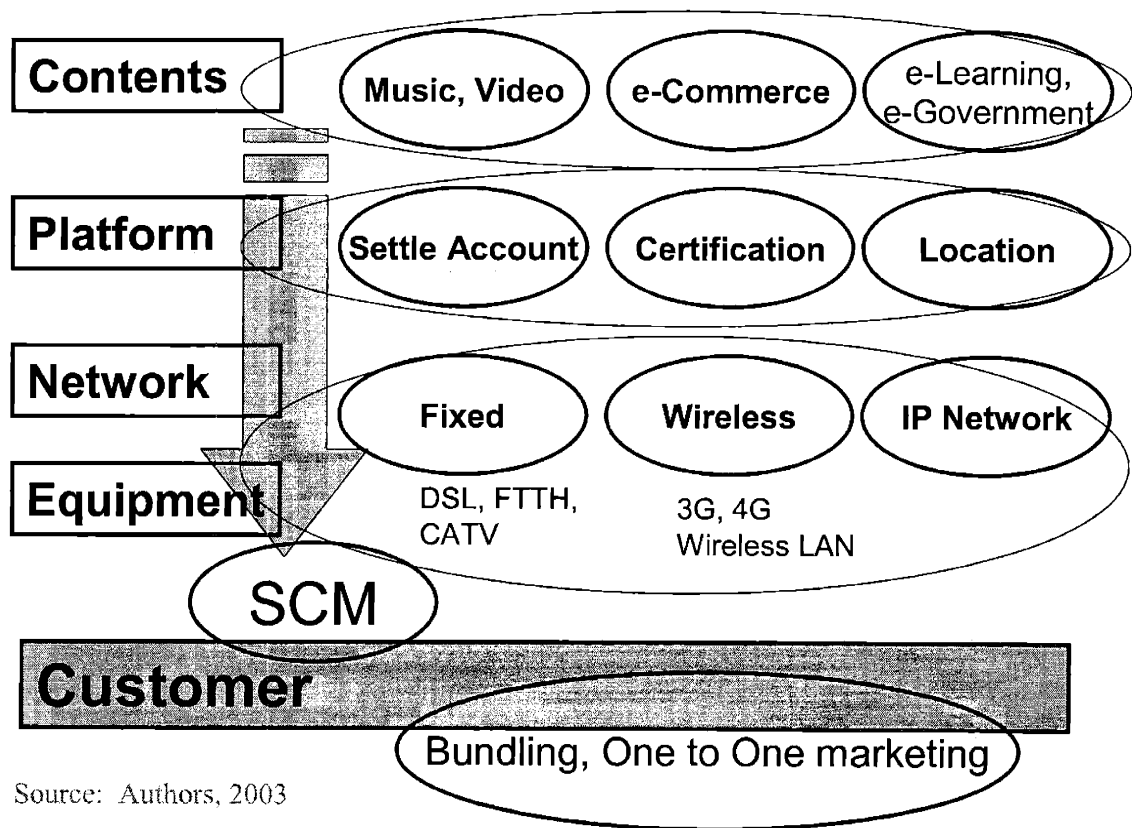 Contents
Music, Video
e-Commerce
e-Learning,
e-Government
Platform
Settle Account
Certification
Location
Network
Fixed
Wireless
IP Network
Equipment
DSL, FTTH,
CATV
3G, 4G
Wireless LAN
SCM
Customer
Bundling, One to One marketing
Source: Authors, 2003